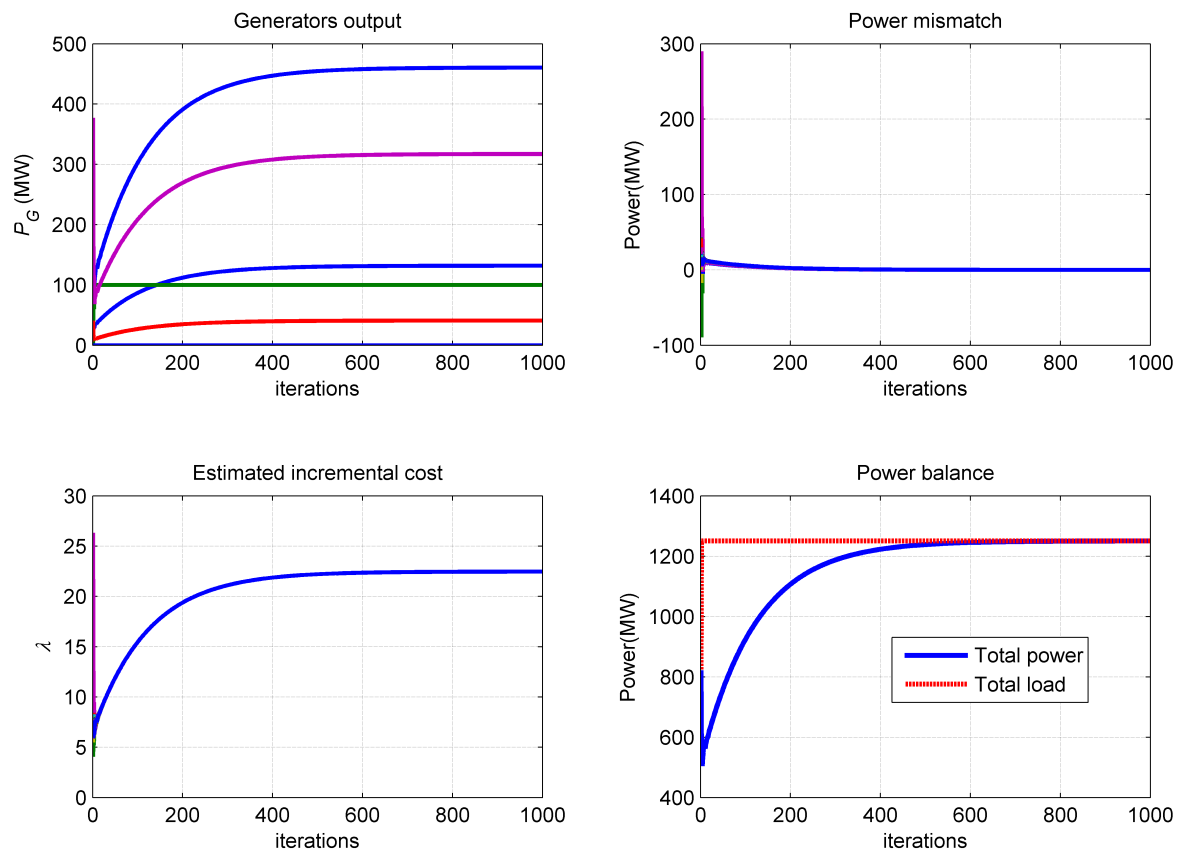 Generators output
500
400
300
200
100
0
P_G (MW)
0 200 400 600 800 1000
iterations
Power mismatch
300
200
100
0
-100
Power(MW)
0 200 400 600 800 1000
iterations
Estimated incremental cost
30
25
20
15
10
5
0
λ
0 200 400 600 800 1000
iterations
Power balance
1400
1200
1000
800
600
400
Power(MW)
Total power
Total load
0 200 400 600 800 1000
iterations